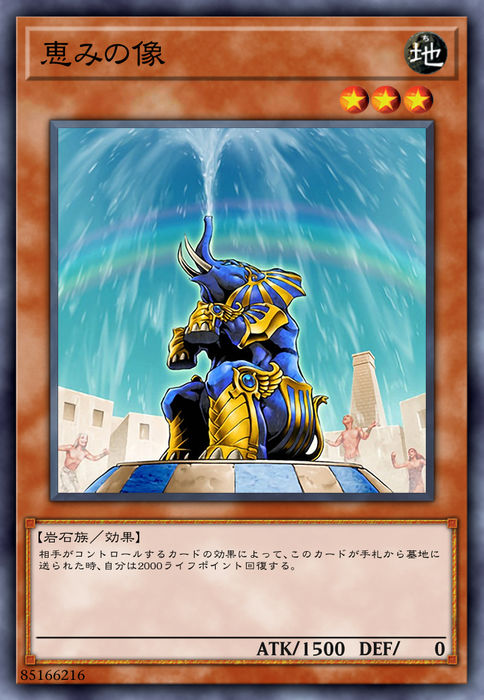 恵みの像
ち
地
【岩石族／効果】
相手がコントロールするカードの効果によって、このカードが手札から墓地に
送られた時、自分は2000ライフポイント回復する。
ATK/1500 DEF/ 0
85166216